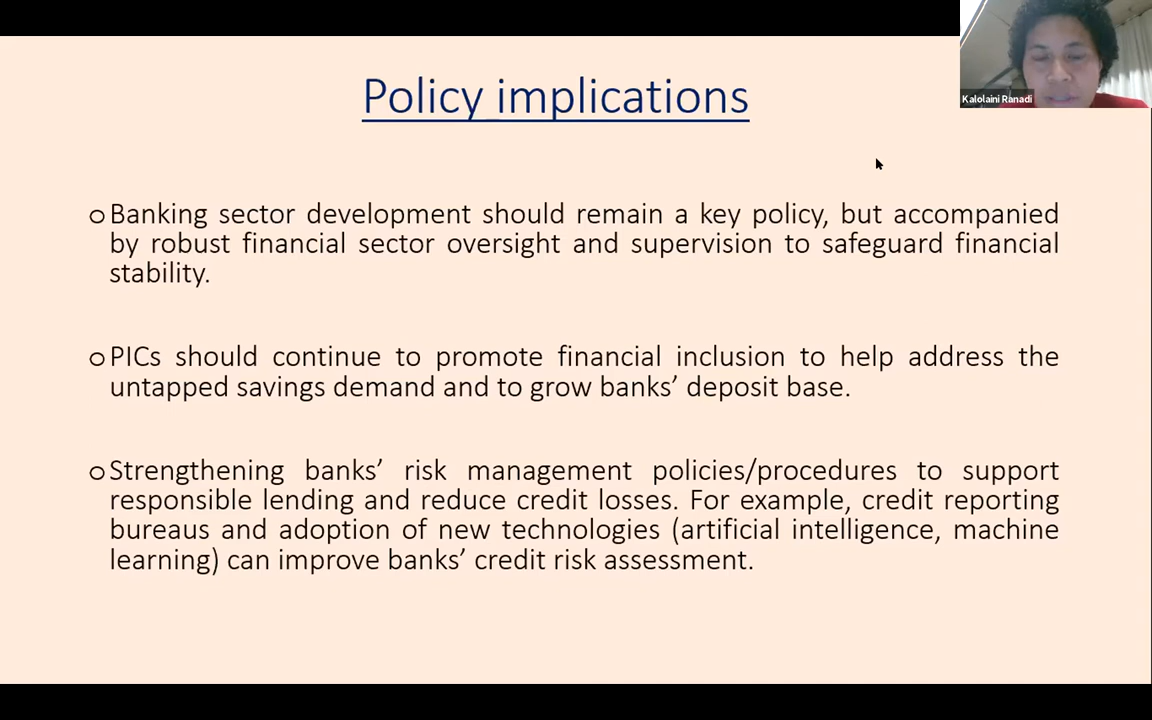 Policy implications
Kalolaini Ranadi
o Banking sector development should remain a key policy, but accompanied
by robust financial sector oversight and supervision to safeguard financial
stability.
o PICs should continue to promote financial inclusion to help address the
untapped savings demand and to grow banks’ deposit base.
o Strengthening banks’ risk management policies/procedures to support
responsible lending and reduce credit losses. For example, credit reporting
bureaus and adoption of new technologies (artificial intelligence, machine
learning) can improve banks’ credit risk assessment.